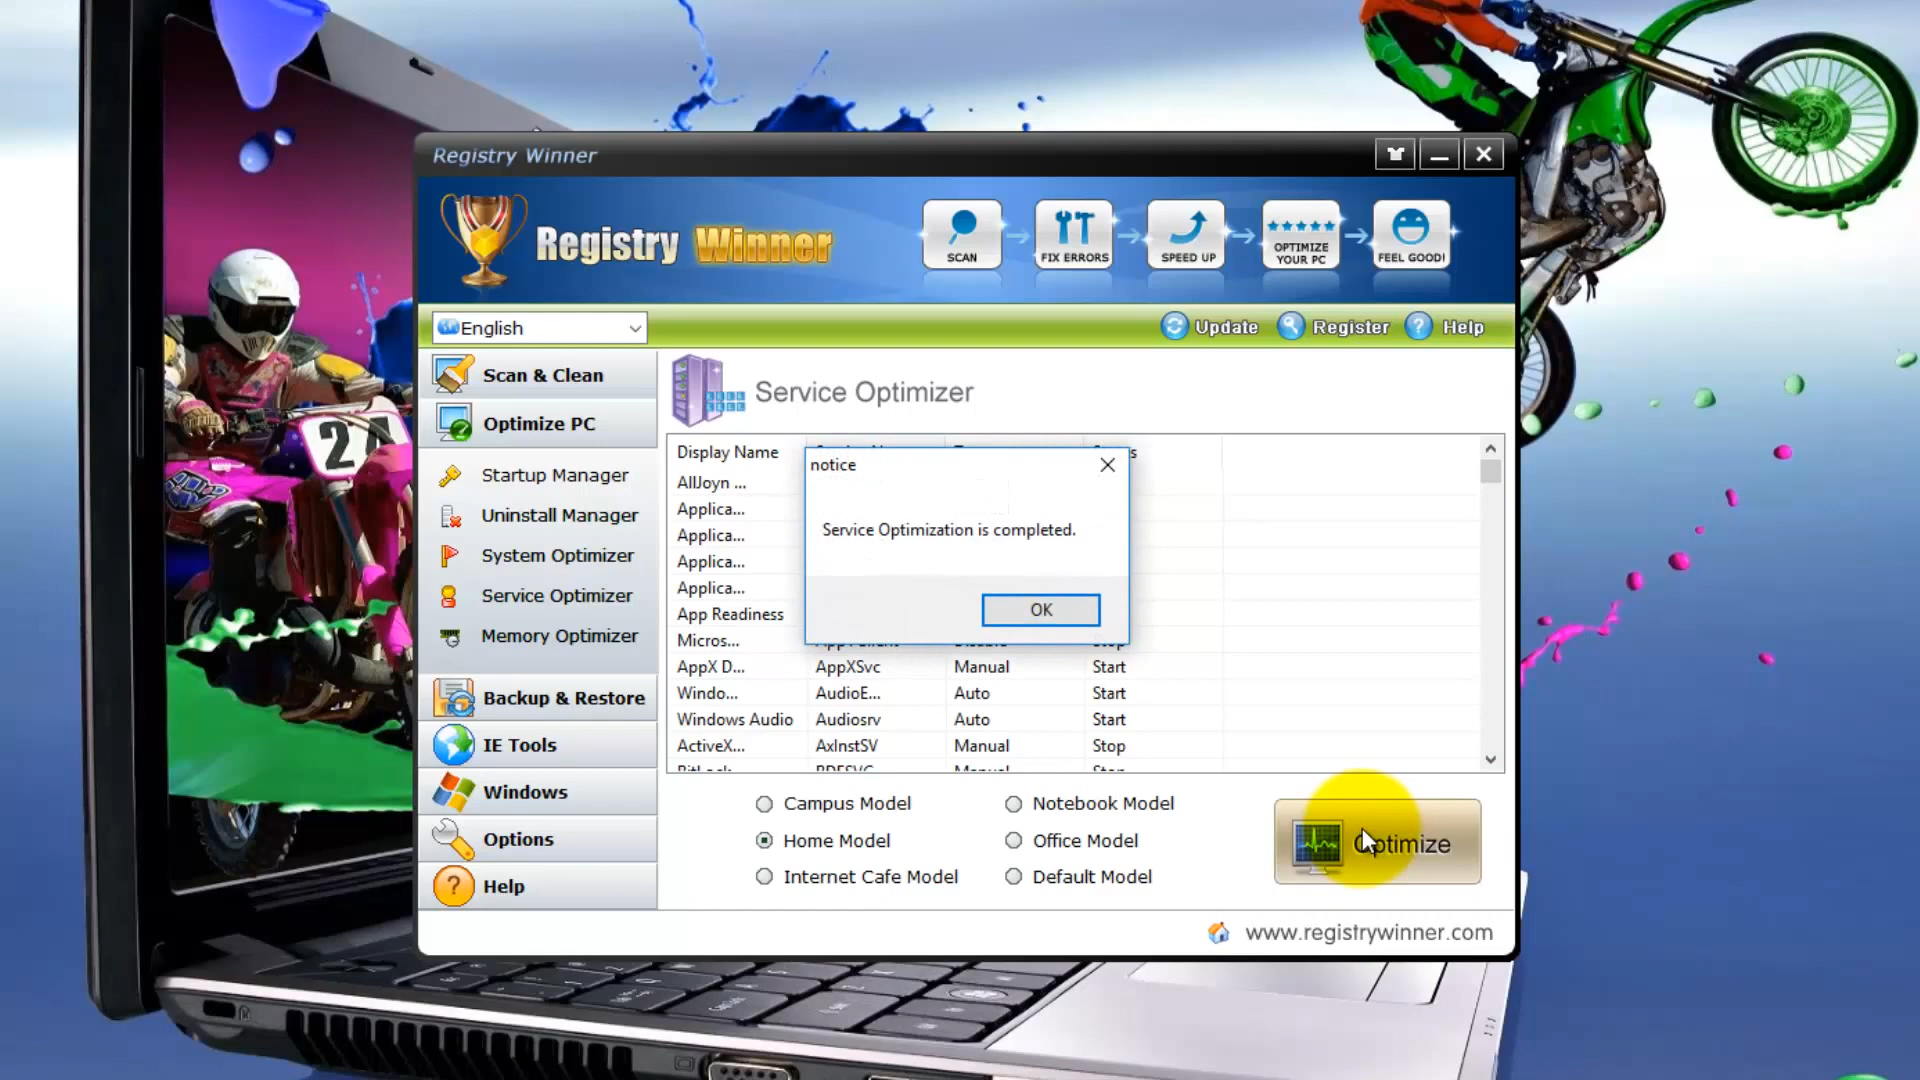 Registry Winner
Registry Winner
SCAN
FIX ERRORS
SPEED UP
OPTIMIZE
YOUR PC
FEEL GOOD!
English
Update
Register
Help
Scan & Clean
Optimize PC
Startup Manager
Uninstall Manager
System Optimizer
Service Optimizer
Memory Optimizer
Backup & Restore
IE Tools
Windows
Options
Help
Service Optimizer
Display Name
AllJoyn ...
Applica...
Applica...
Applica...
Applica...
App Readiness
Micros...
AppX D... AppXSvc Manual Start
Windo... AudioE... Auto Start
Windows Audio Audiosrv Auto Start
ActiveX... AxInstSV Manual Stop
notice
Service Optimization is completed.
OK
Campus Model
Notebook Model
Home Model
Office Model
Internet Cafe Model
Default Model
Optimize
www.registrywinner.com
24